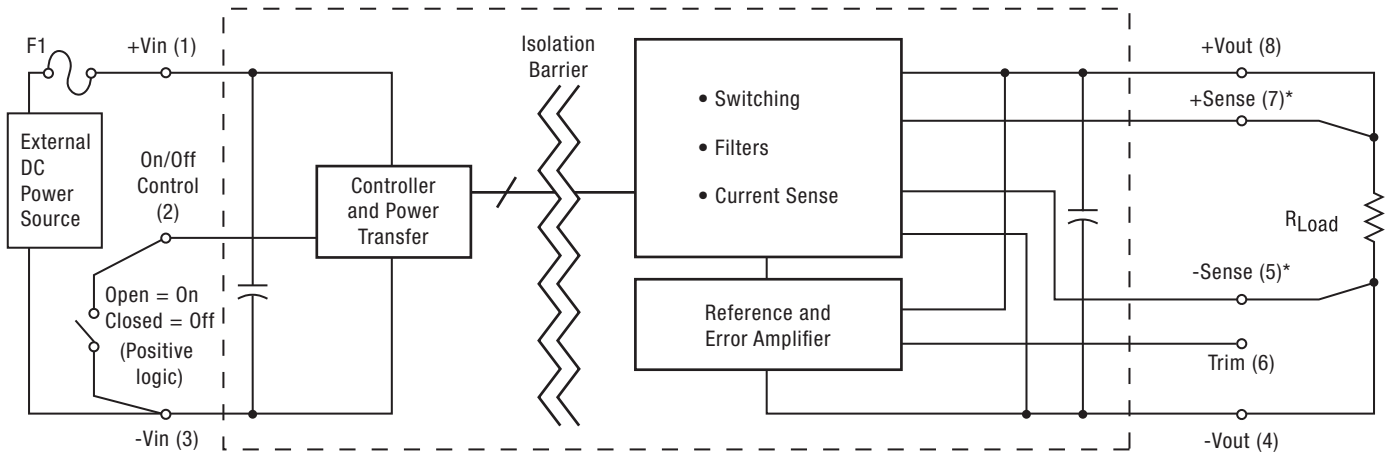 F1
+Vin (1)
External
DC
Power
Source
On/Off
Control
(2)
Open = On
Closed = Off
(Positive
logic)
-Vin (3)
Controller
and Power
Transfer
Isolation
Barrier
• Switching
• Filters
• Current Sense
Reference and
Error Amplifier
+Vout (8)
+Sense (7)*
RLoad
-Sense (5)*
Trim (6)
-Vout (4)